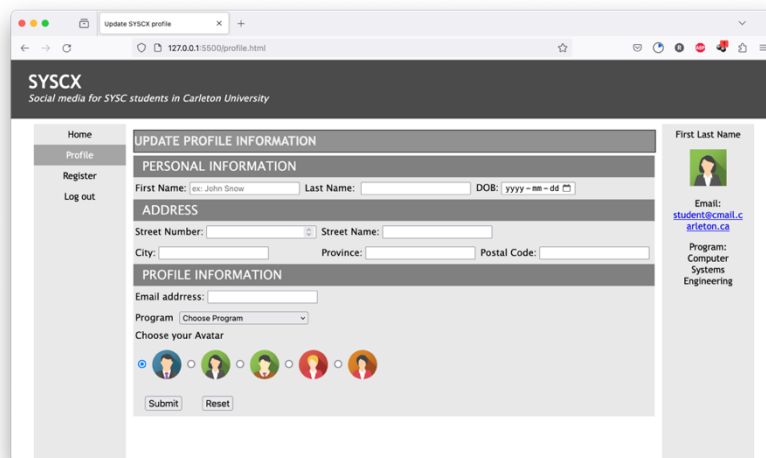 Update SYSCX profile
127.0.0.1:5500/profile.html
SYSCX
Social media for SYSC students in Carleton University
Home
Profile
Register
Log out
UPDATE PROFILE INFORMATION
PERSONAL INFORMATION
First Name: ex: John Snow Last Name: DOB: yyyy-mm-dd
ADDRESS
Street Number: Street Name:
City: Province: Postal Code:
PROFILE INFORMATION
Email addrress:
Program Choose Program
Choose your Avatar
Submit Reset
First Last Name
Email:
student@cmail.c
arleton.ca
Program:
Computer
Systems
Engineering